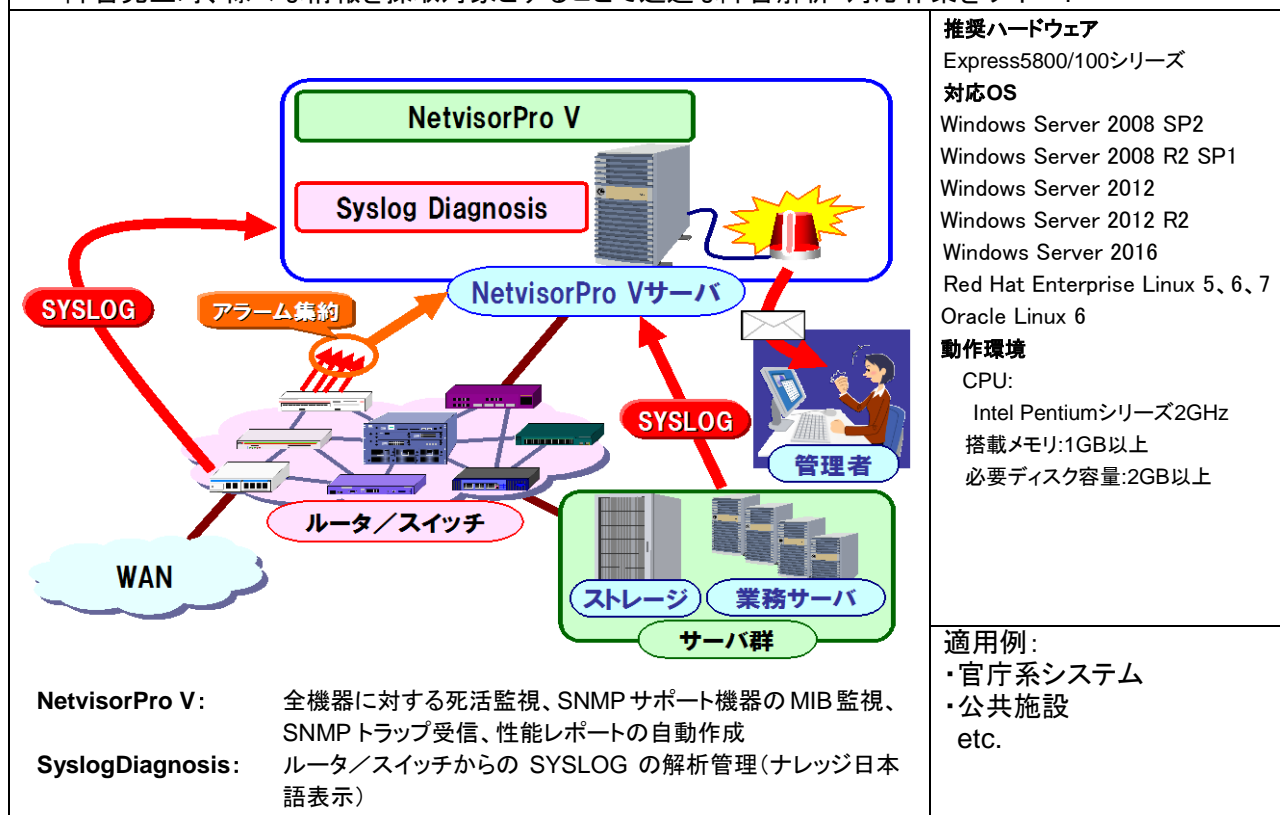 NetvisorPro V
Syslog Diagnosis
NetvisorPro Vサーバ
SYSLOG
アラーム集約
SYSLOG
管理者
ルータ／スイッチ
WAN
ストレージ
業務サーバ
サーバ群
NetvisorPro V： 全機器に対する死活監視、SNMP サポート機器の MIB 監視、
SNMP トラップ受信、性能レポートの自動作成
SyslogDiagnosis： ルータ／スイッチからの SYSLOG の解析管理（ナレッジ日本
語表示）
推奨ハードウェア
Express5800/100シリーズ
対応OS
Windows Server 2008 SP2
Windows Server 2008 R2 SP1
Windows Server 2012
Windows Server 2012 R2
Windows Server 2016
Red Hat Enterprise Linux 5、6、7
Oracle Linux 6
動作環境
CPU:
Intel Pentiumシリーズ2GHz
搭載メモリ:1GB以上
必要ディスク容量:2GB以上
適用例：
・官庁系システム
・公共施設
etc.